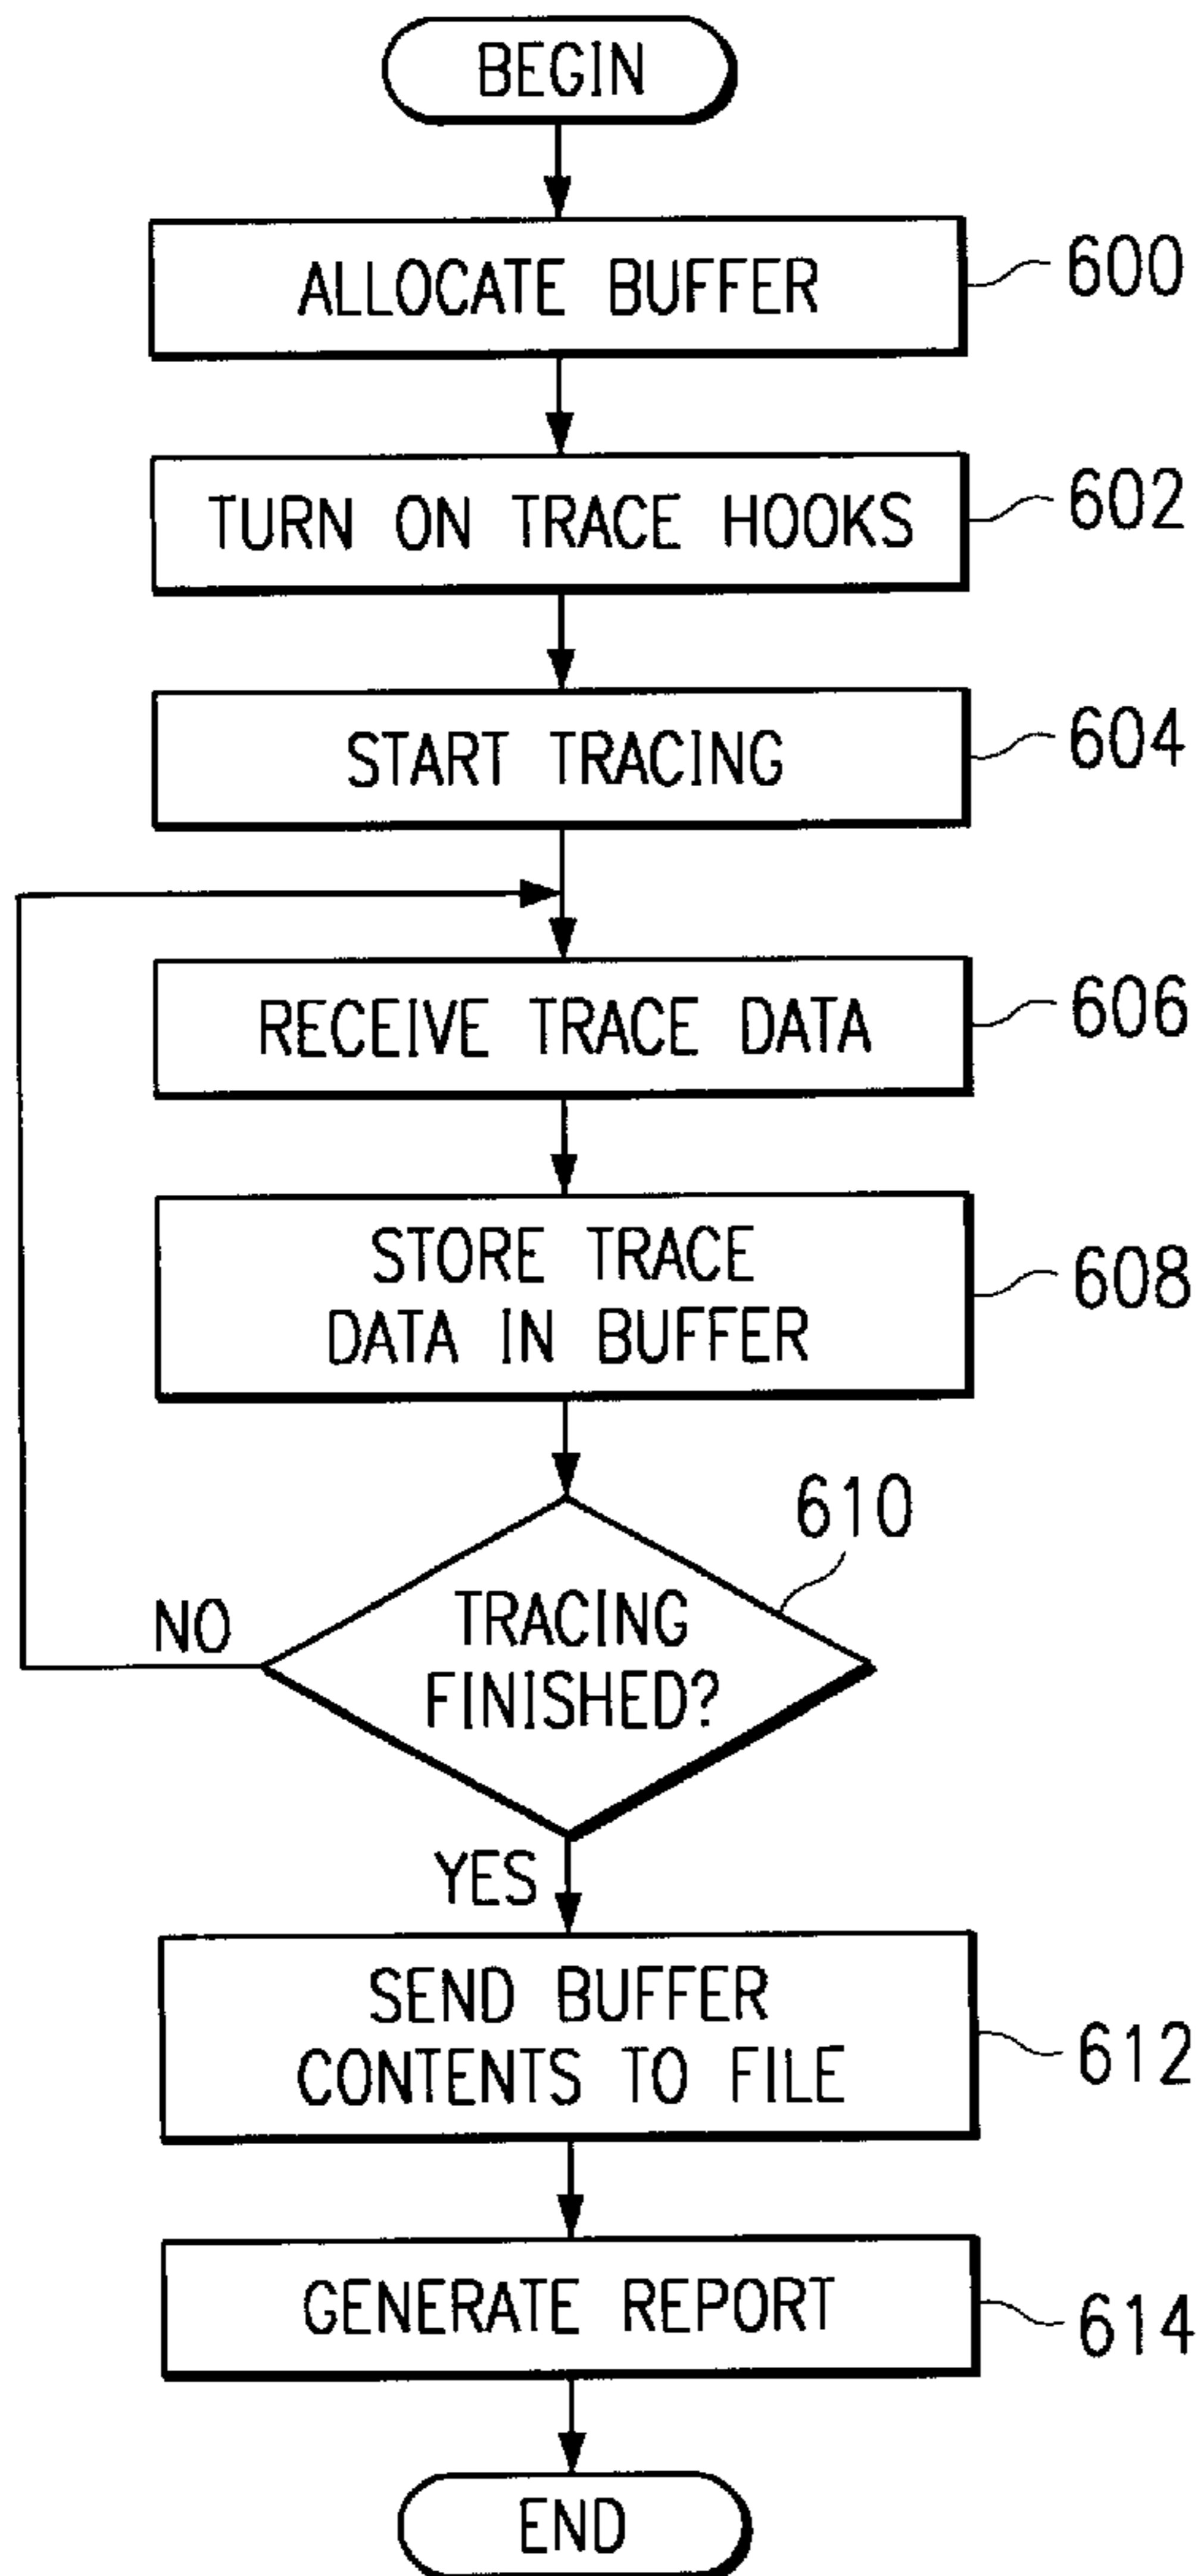 BEGIN
ALLOCATE BUFFER
600
TURN ON TRACE HOOKS
602
START TRACING
604
RECEIVE TRACE DATA
606
STORE TRACE
DATA IN BUFFER
608
610
TRACING
FINISHED?
NO
YES
SEND BUFFER
CONTENTS TO FILE
612
GENERATE REPORT
614
END